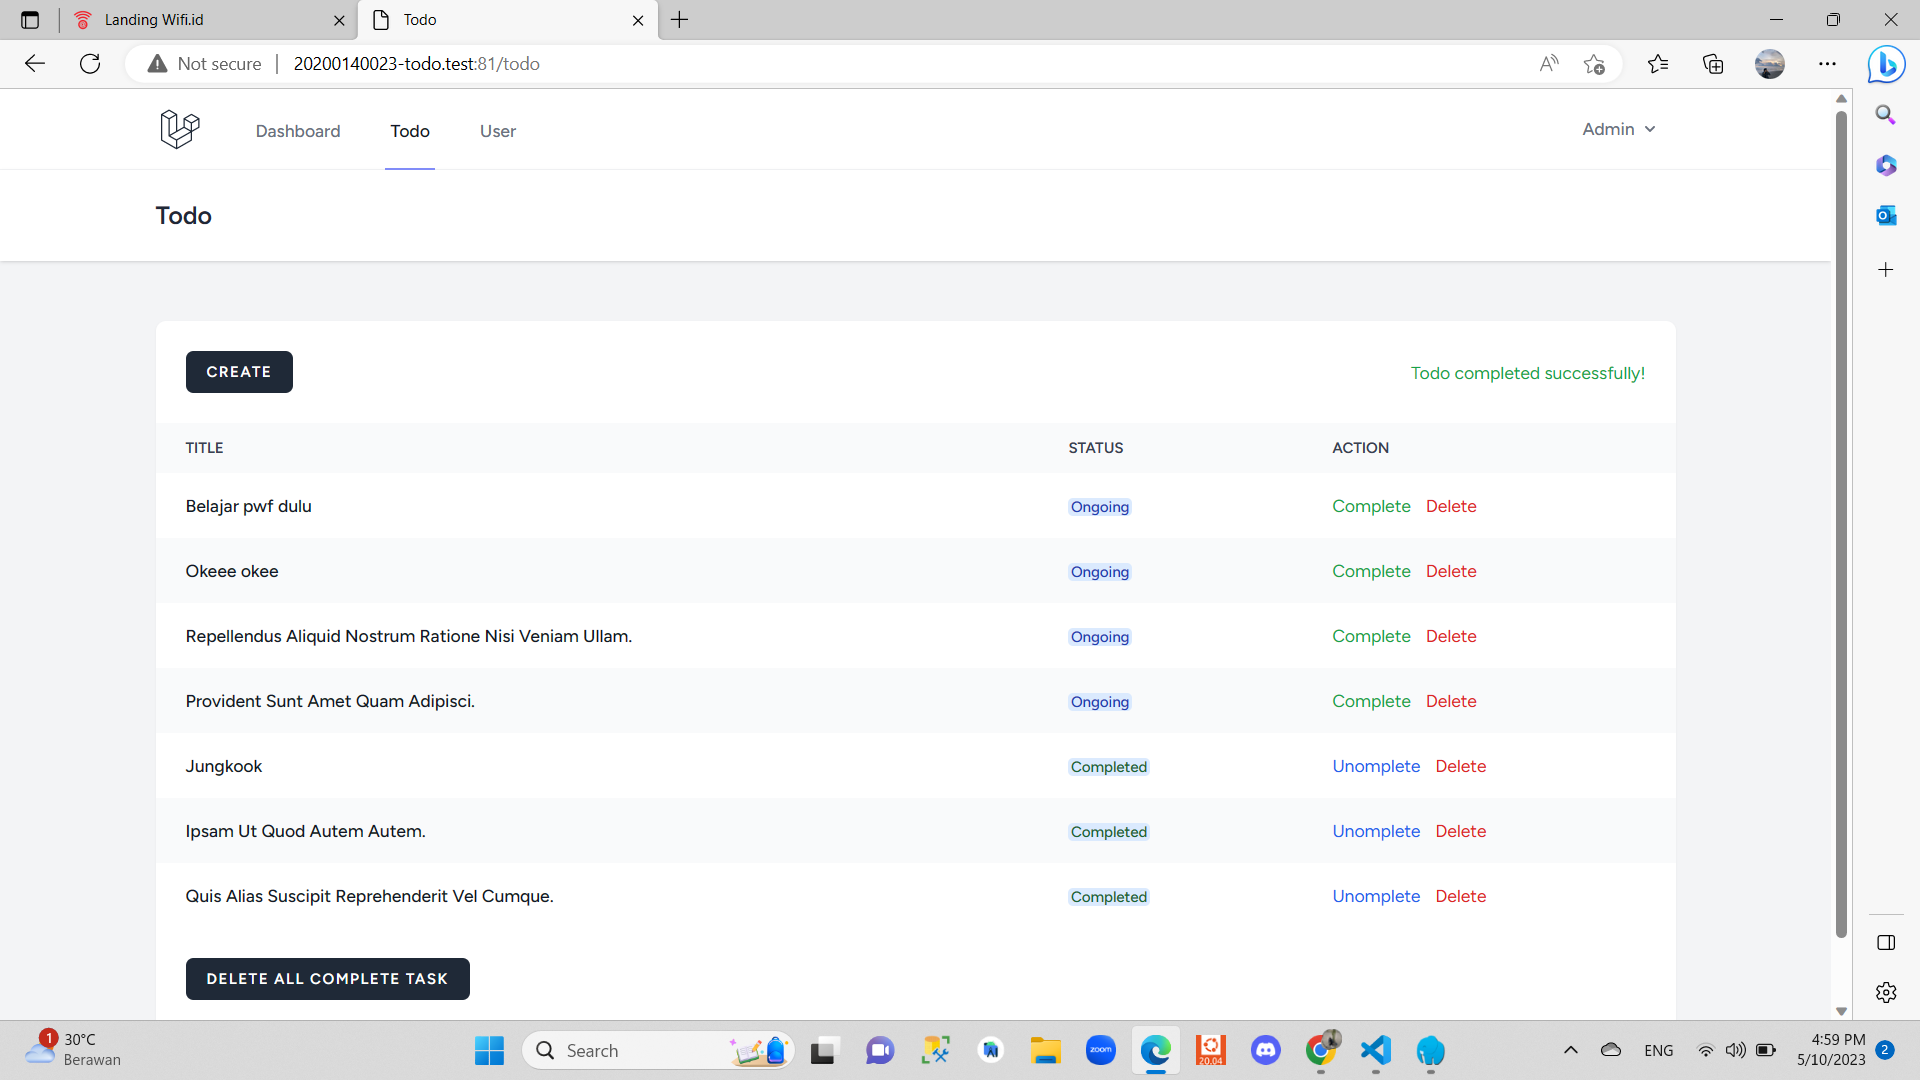 Landing Wifi.id
Todo
Not secure
20200140023-todo.test:81/todo
Dashboard
Todo
User
Admin
Todo
CREATE
Todo completed successfully!
TITLE STATUS ACTION
Belajar pwf dulu Ongoing Complete Delete
Okeee okee Ongoing Complete Delete
Repellendus Aliquid Nostrum Ratione Nisi Veniam Ullam. Ongoing Complete Delete
Provident Sunt Amet Quam Adipisci. Ongoing Complete Delete
Jungkook Completed Unomplete Delete
Ipsam Ut Quod Autem Autem. Completed Unomplete Delete
Quis Alias Suscipit Reprehenderit Vel Cumque. Completed Unomplete Delete
DELETE ALL COMPLETE TASK
1
30°C
Berawan
Search
zoom
20.04
ENG
4:59 PM
5/10/2023
2